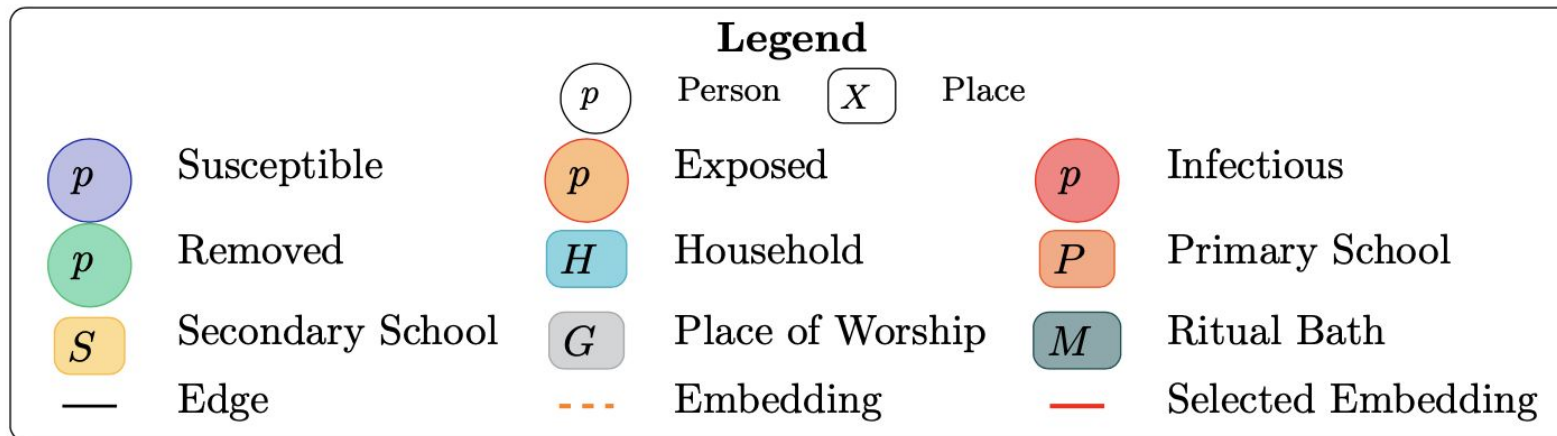 Legend
p Person X Place
p Susceptible p Exposed p Infectious
p Removed H Household P Primary School
S Secondary School G Place of Worship M Ritual Bath
Edge Embedding Selected Embedding